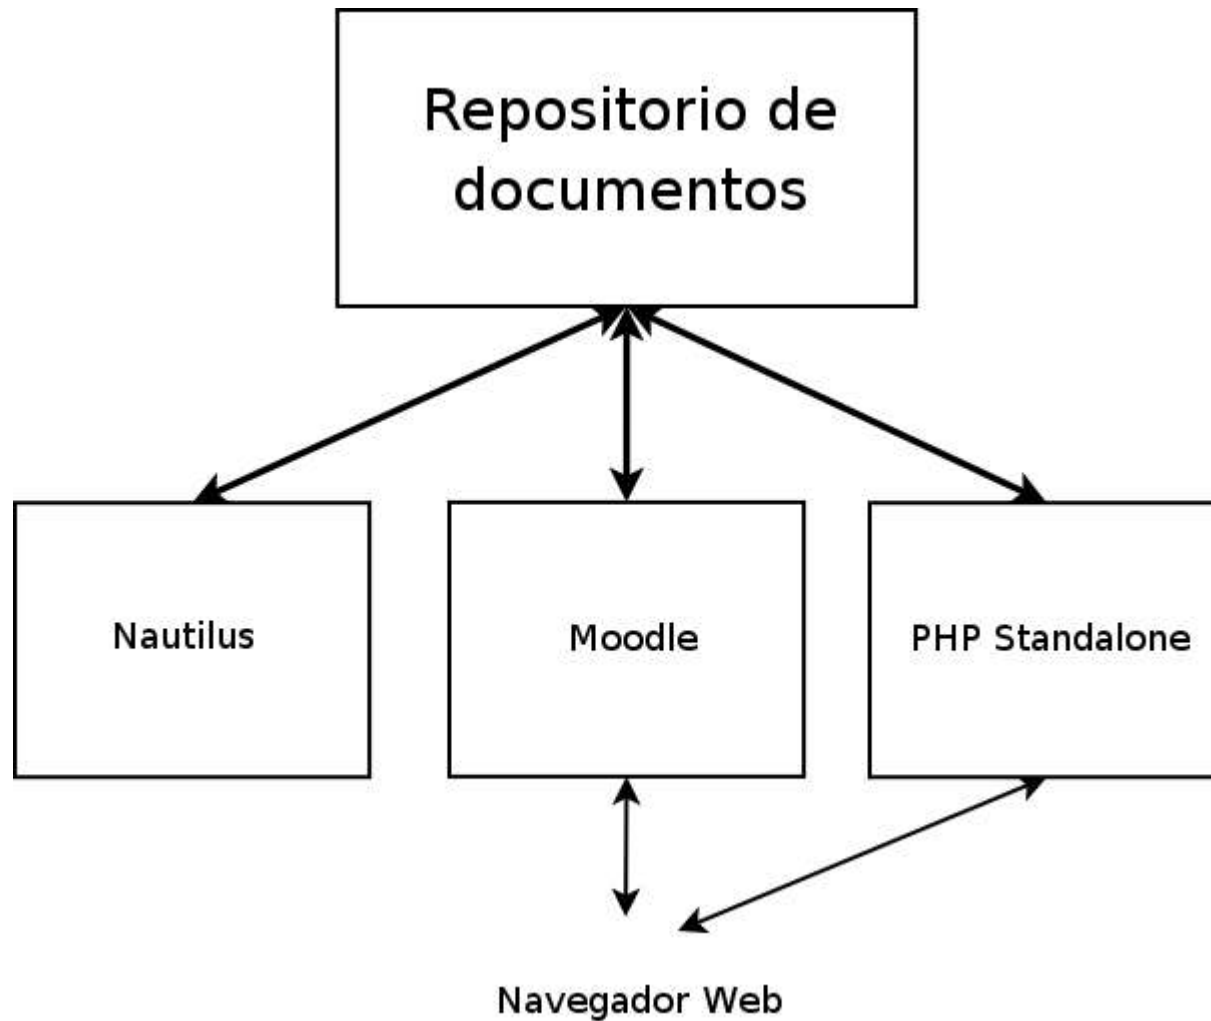 Repositorio de
documentos
Nautilus
Moodle
PHP Standalone
Navegador Web